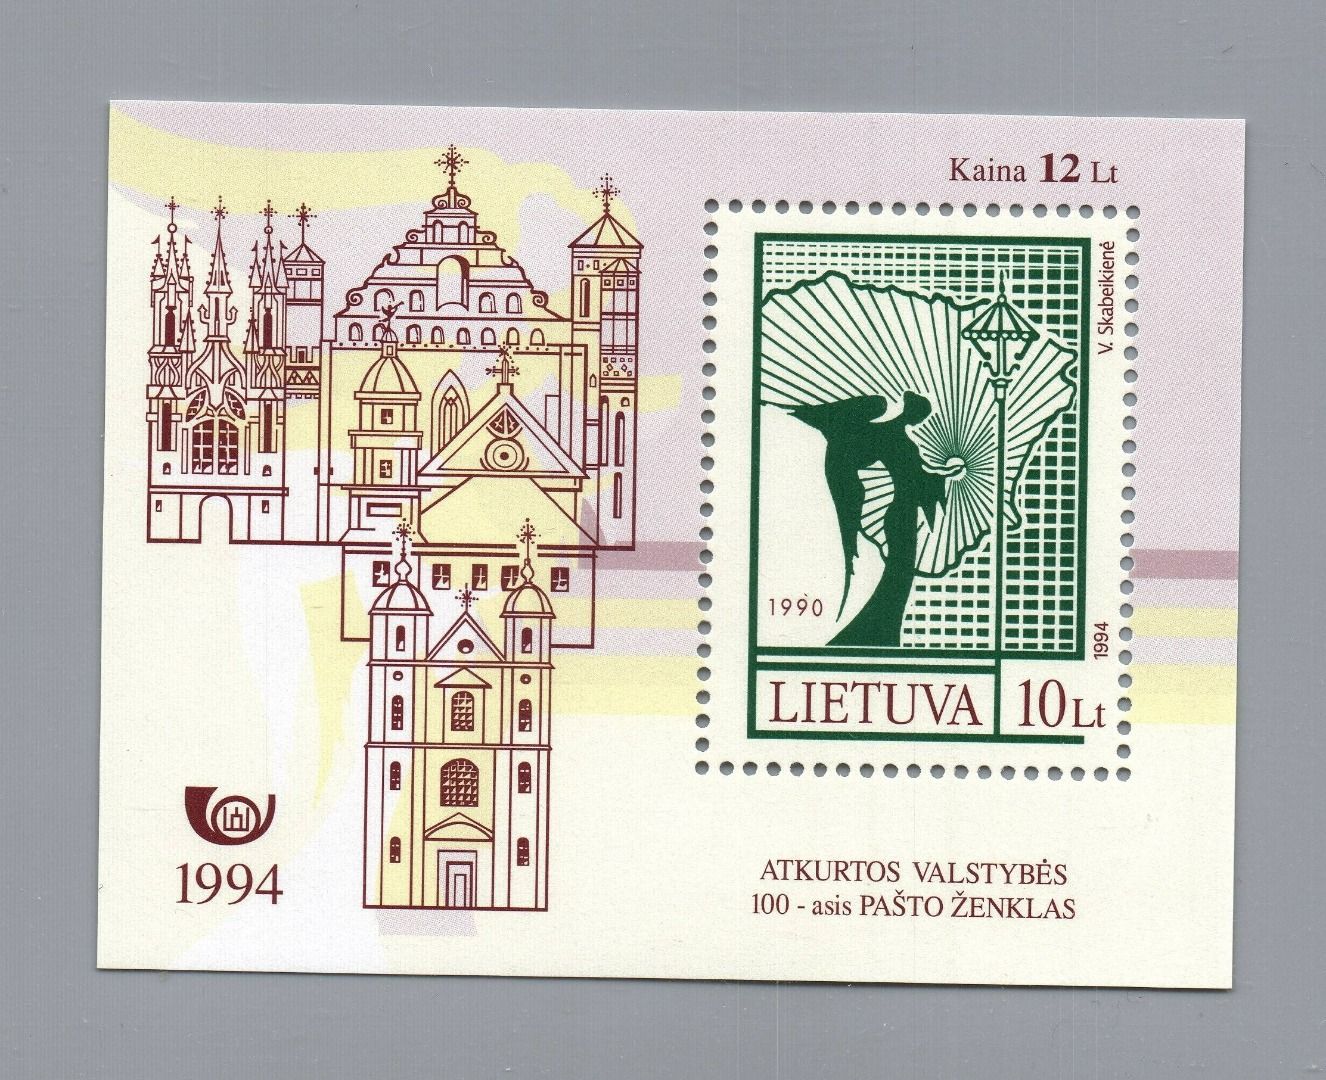 Kaina 12 Lt
V. Skabeikienė
1990
1994
LIETUVA 10 Lt
1994
ATKURTOS VALSTYBĖS
100 - asis PAŠTO ŽENKLAS